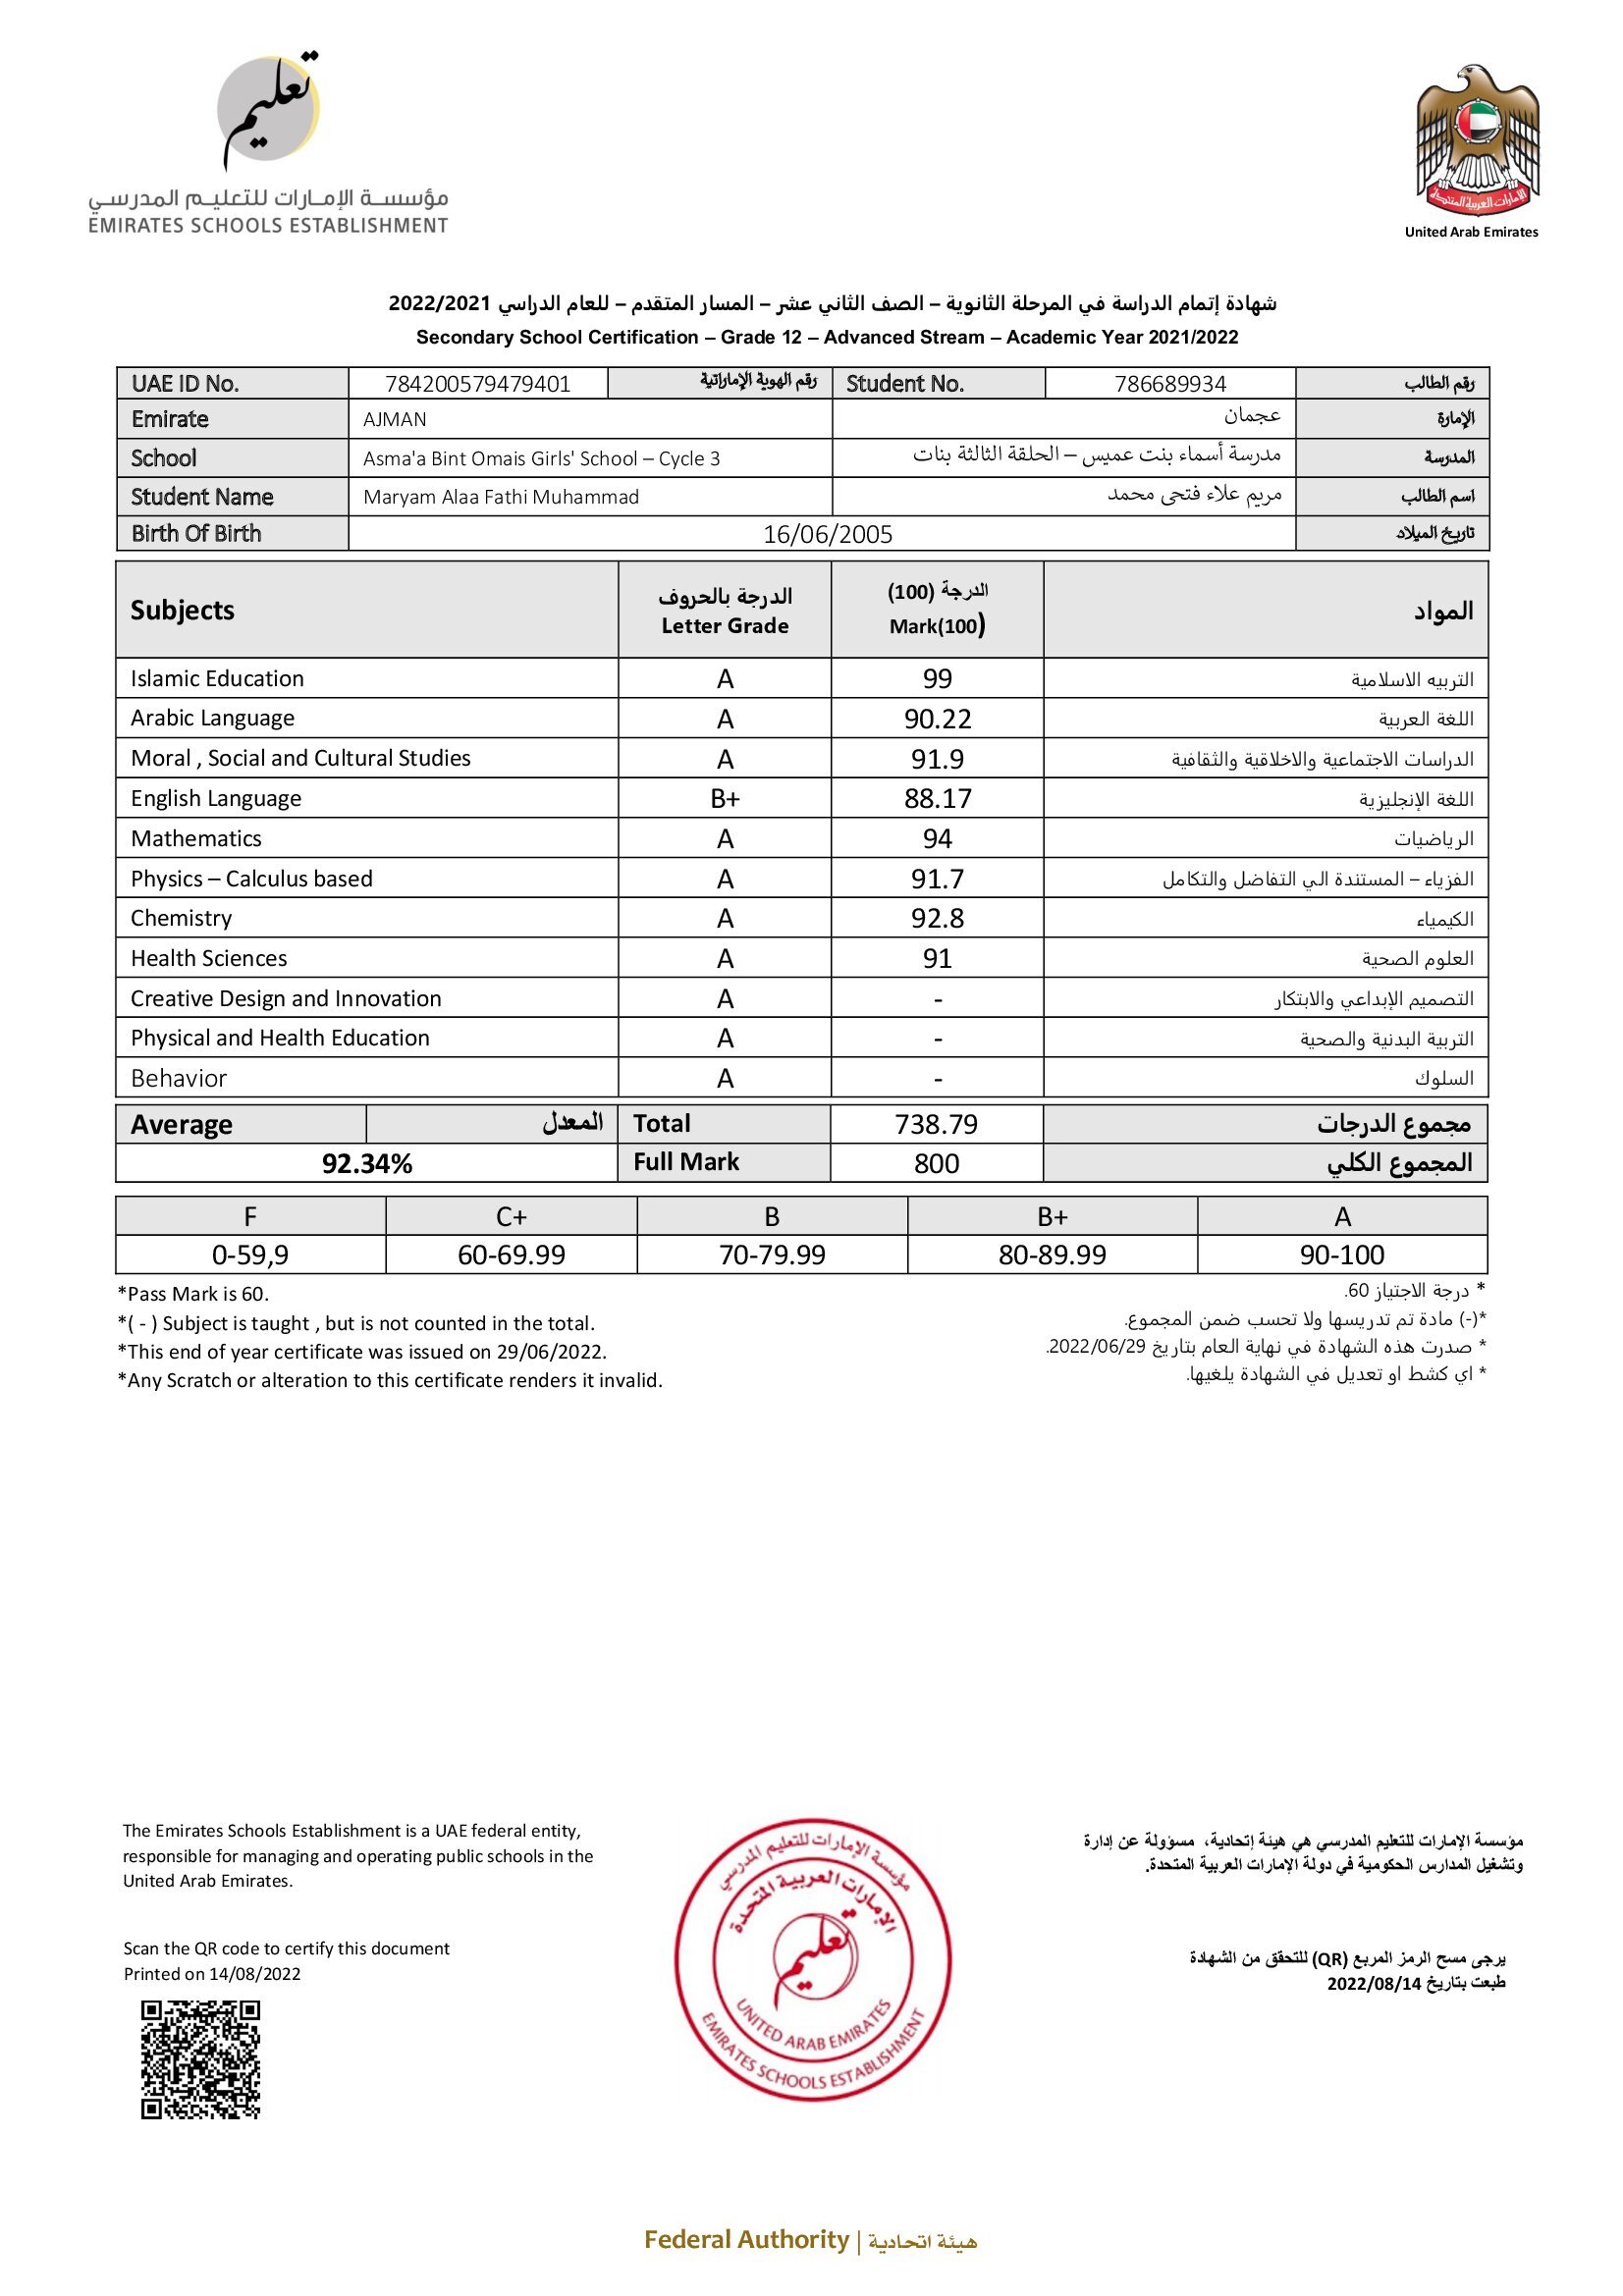 تعليم
مؤسسة الإمارات للتعليم المدرسي
EMIRATES SCHOOLS ESTABLISHMENT
الإمارات العربية المتحدة
United Arab Emirates
شهادة إتمام الدراسة في المرحلة الثانوية – الصف الثاني عشر – المسار المتقدم – للعام الدراسي 2022/2021
Secondary School Certification – Grade 12 – Advanced Stream – Academic Year 2021/2022
UAE ID No. 784200579479401 رقم الهوية الإماراتية Student No. 786689934 رقم الطالب
Emirate AJMAN عجمان الإمارة
School Asma'a Bint Omais Girls' School – Cycle 3 مدرسة أسماء بنت عميس – الحلقة الثالثة بنات المدرسة
Student Name Maryam Alaa Fathi Muhammad مريم علاء فتحى محمد اسم الطالب
Birth Of Birth 16/06/2005 تاريخ الميلاد
Subjects الدرجة بالحروف Letter Grade الدرجة (100) Mark(100) المواد
Islamic Education A 99 التربيه الاسلامية
Arabic Language A 90.22 اللغة العربية
Moral , Social and Cultural Studies A 91.9 الدراسات الاجتماعية والاخلاقية والثقافية
English Language B+ 88.17 اللغة الإنجليزية
Mathematics A 94 الرياضيات
Physics – Calculus based A 91.7 الفزياء – المستندة الي التفاضل والتكامل
Chemistry A 92.8 الكيمياء
Health Sciences A 91 العلوم الصحية
Creative Design and Innovation A - التصميم الإبداعي والابتكار
Physical and Health Education A - التربية البدنية والصحية
Behavior A - السلوك
Average المعدل Total 738.79 مجموع الدرجات
92.34% Full Mark 800 المجموع الكلي
F C+ B B+ A
0-59,9 60-69.99 70-79.99 80-89.99 90-100
*Pass Mark is 60.
*( - ) Subject is taught , but is not counted in the total.
*This end of year certificate was issued on 29/06/2022.
*Any Scratch or alteration to this certificate renders it invalid.
* درجة الاجتياز 60.
*(-) مادة تم تدريسها ولا تحسب ضمن المجموع.
* صدرت هذه الشهادة في نهاية العام بتاريخ 2022/06/29.
* اي كشط او تعديل في الشهادة يلغيها.
The Emirates Schools Establishment is a UAE federal entity,
responsible for managing and operating public schools in the
United Arab Emirates.
Scan the QR code to certify this document
Printed on 14/08/2022
مؤسسة الإمارات للتعليم المدرسي
الإمارات العربية المتحدة
تعليم
UNITED ARAB EMIRATES
EMIRATES SCHOOLS ESTABLISHMENT
مؤسسة الإمارات للتعليم المدرسي هي هيئة إتحادية، مسؤولة عن إدارة
وتشغيل المدارس الحكومية في دولة الإمارات العربية المتحدة.
يرجى مسح الرمز المربع (QR) للتحقق من الشهادة
طبعت بتاريخ 2022/08/14
Federal Authority | هيئة اتحادية